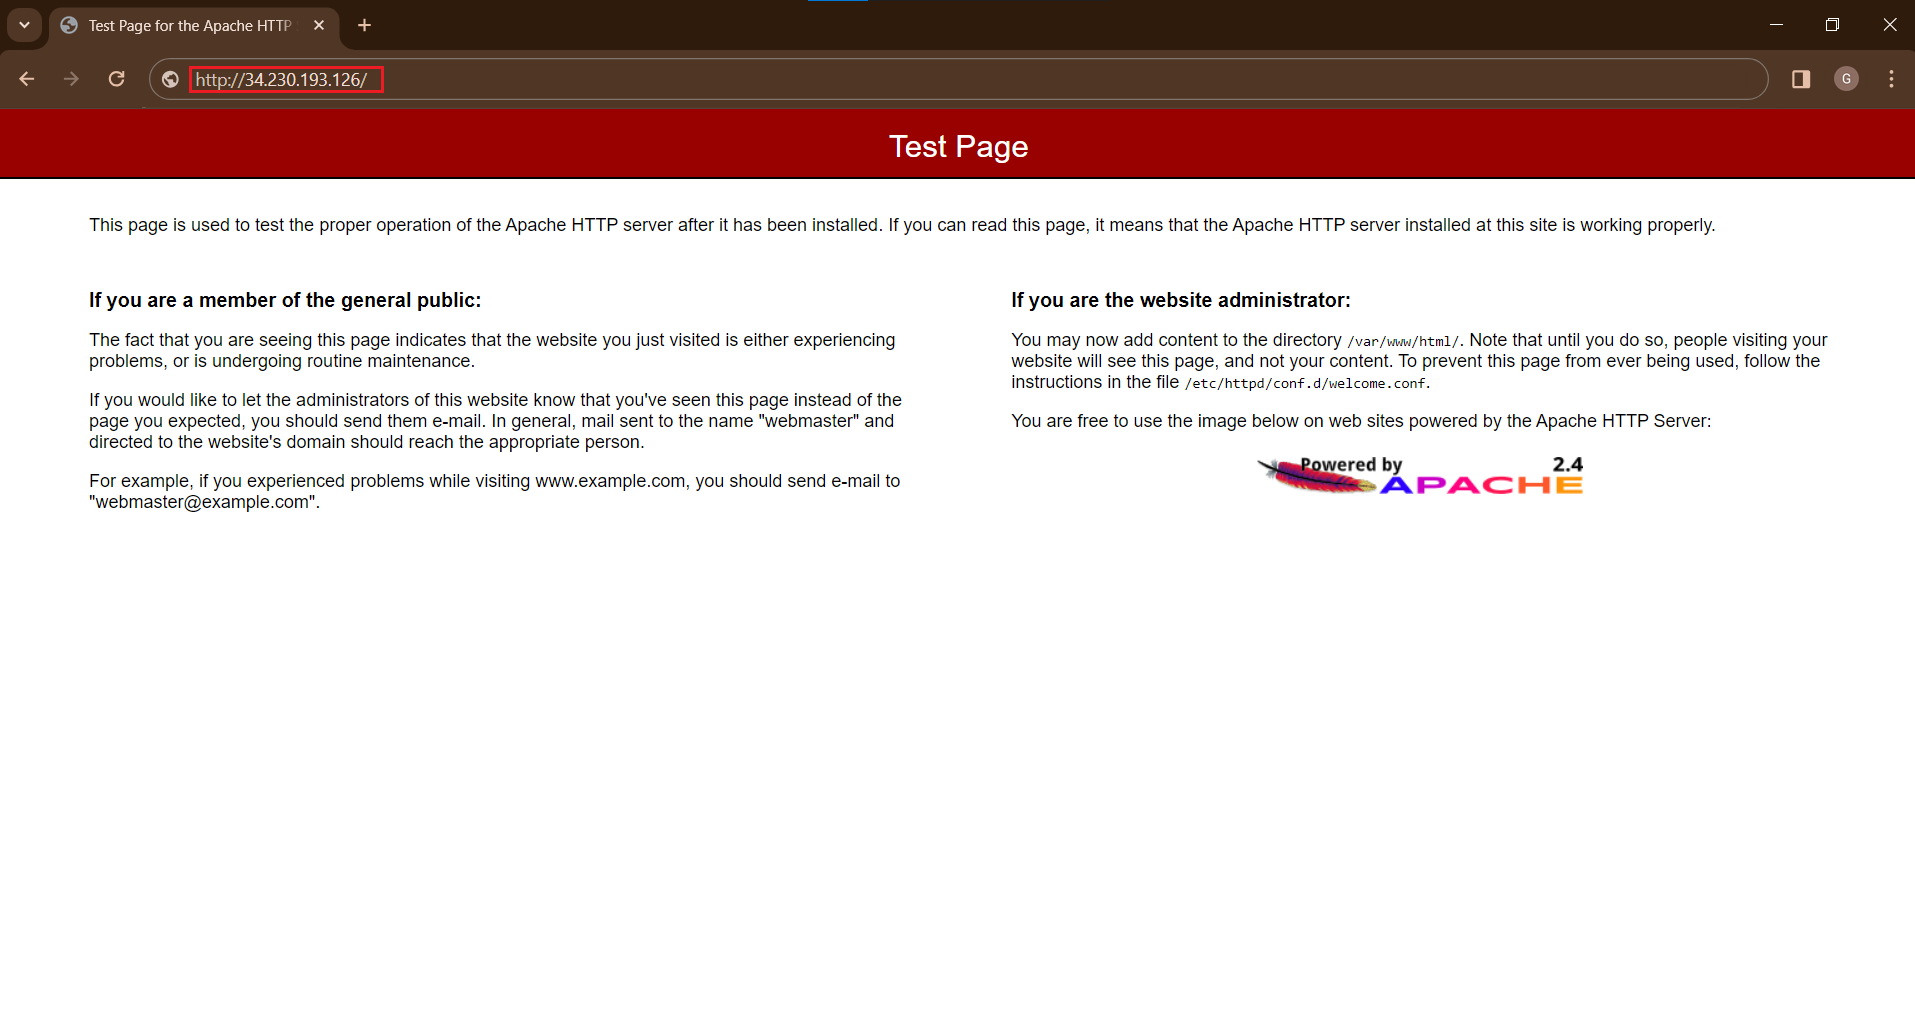 Test Page for the Apache HTTP
http://34.230.193.126/
G
Test Page
This page is used to test the proper operation of the Apache HTTP server after it has been installed. If you can read this page, it means that the Apache HTTP server installed at this site is working properly.
If you are a member of the general public:
The fact that you are seeing this page indicates that the website you just visited is either experiencing
problems, or is undergoing routine maintenance.
If you would like to let the administrators of this website know that you've seen this page instead of the
page you expected, you should send them e-mail. In general, mail sent to the name "webmaster" and
directed to the website's domain should reach the appropriate person.
For example, if you experienced problems while visiting www.example.com, you should send e-mail to
"webmaster@example.com".
If you are the website administrator:
You may now add content to the directory /var/www/html/. Note that until you do so, people visiting your
website will see this page, and not your content. To prevent this page from ever being used, follow the
instructions in the file /etc/httpd/conf.d/welcome.conf.
You are free to use the image below on web sites powered by the Apache HTTP Server:
Powered by 2.4
APACHE